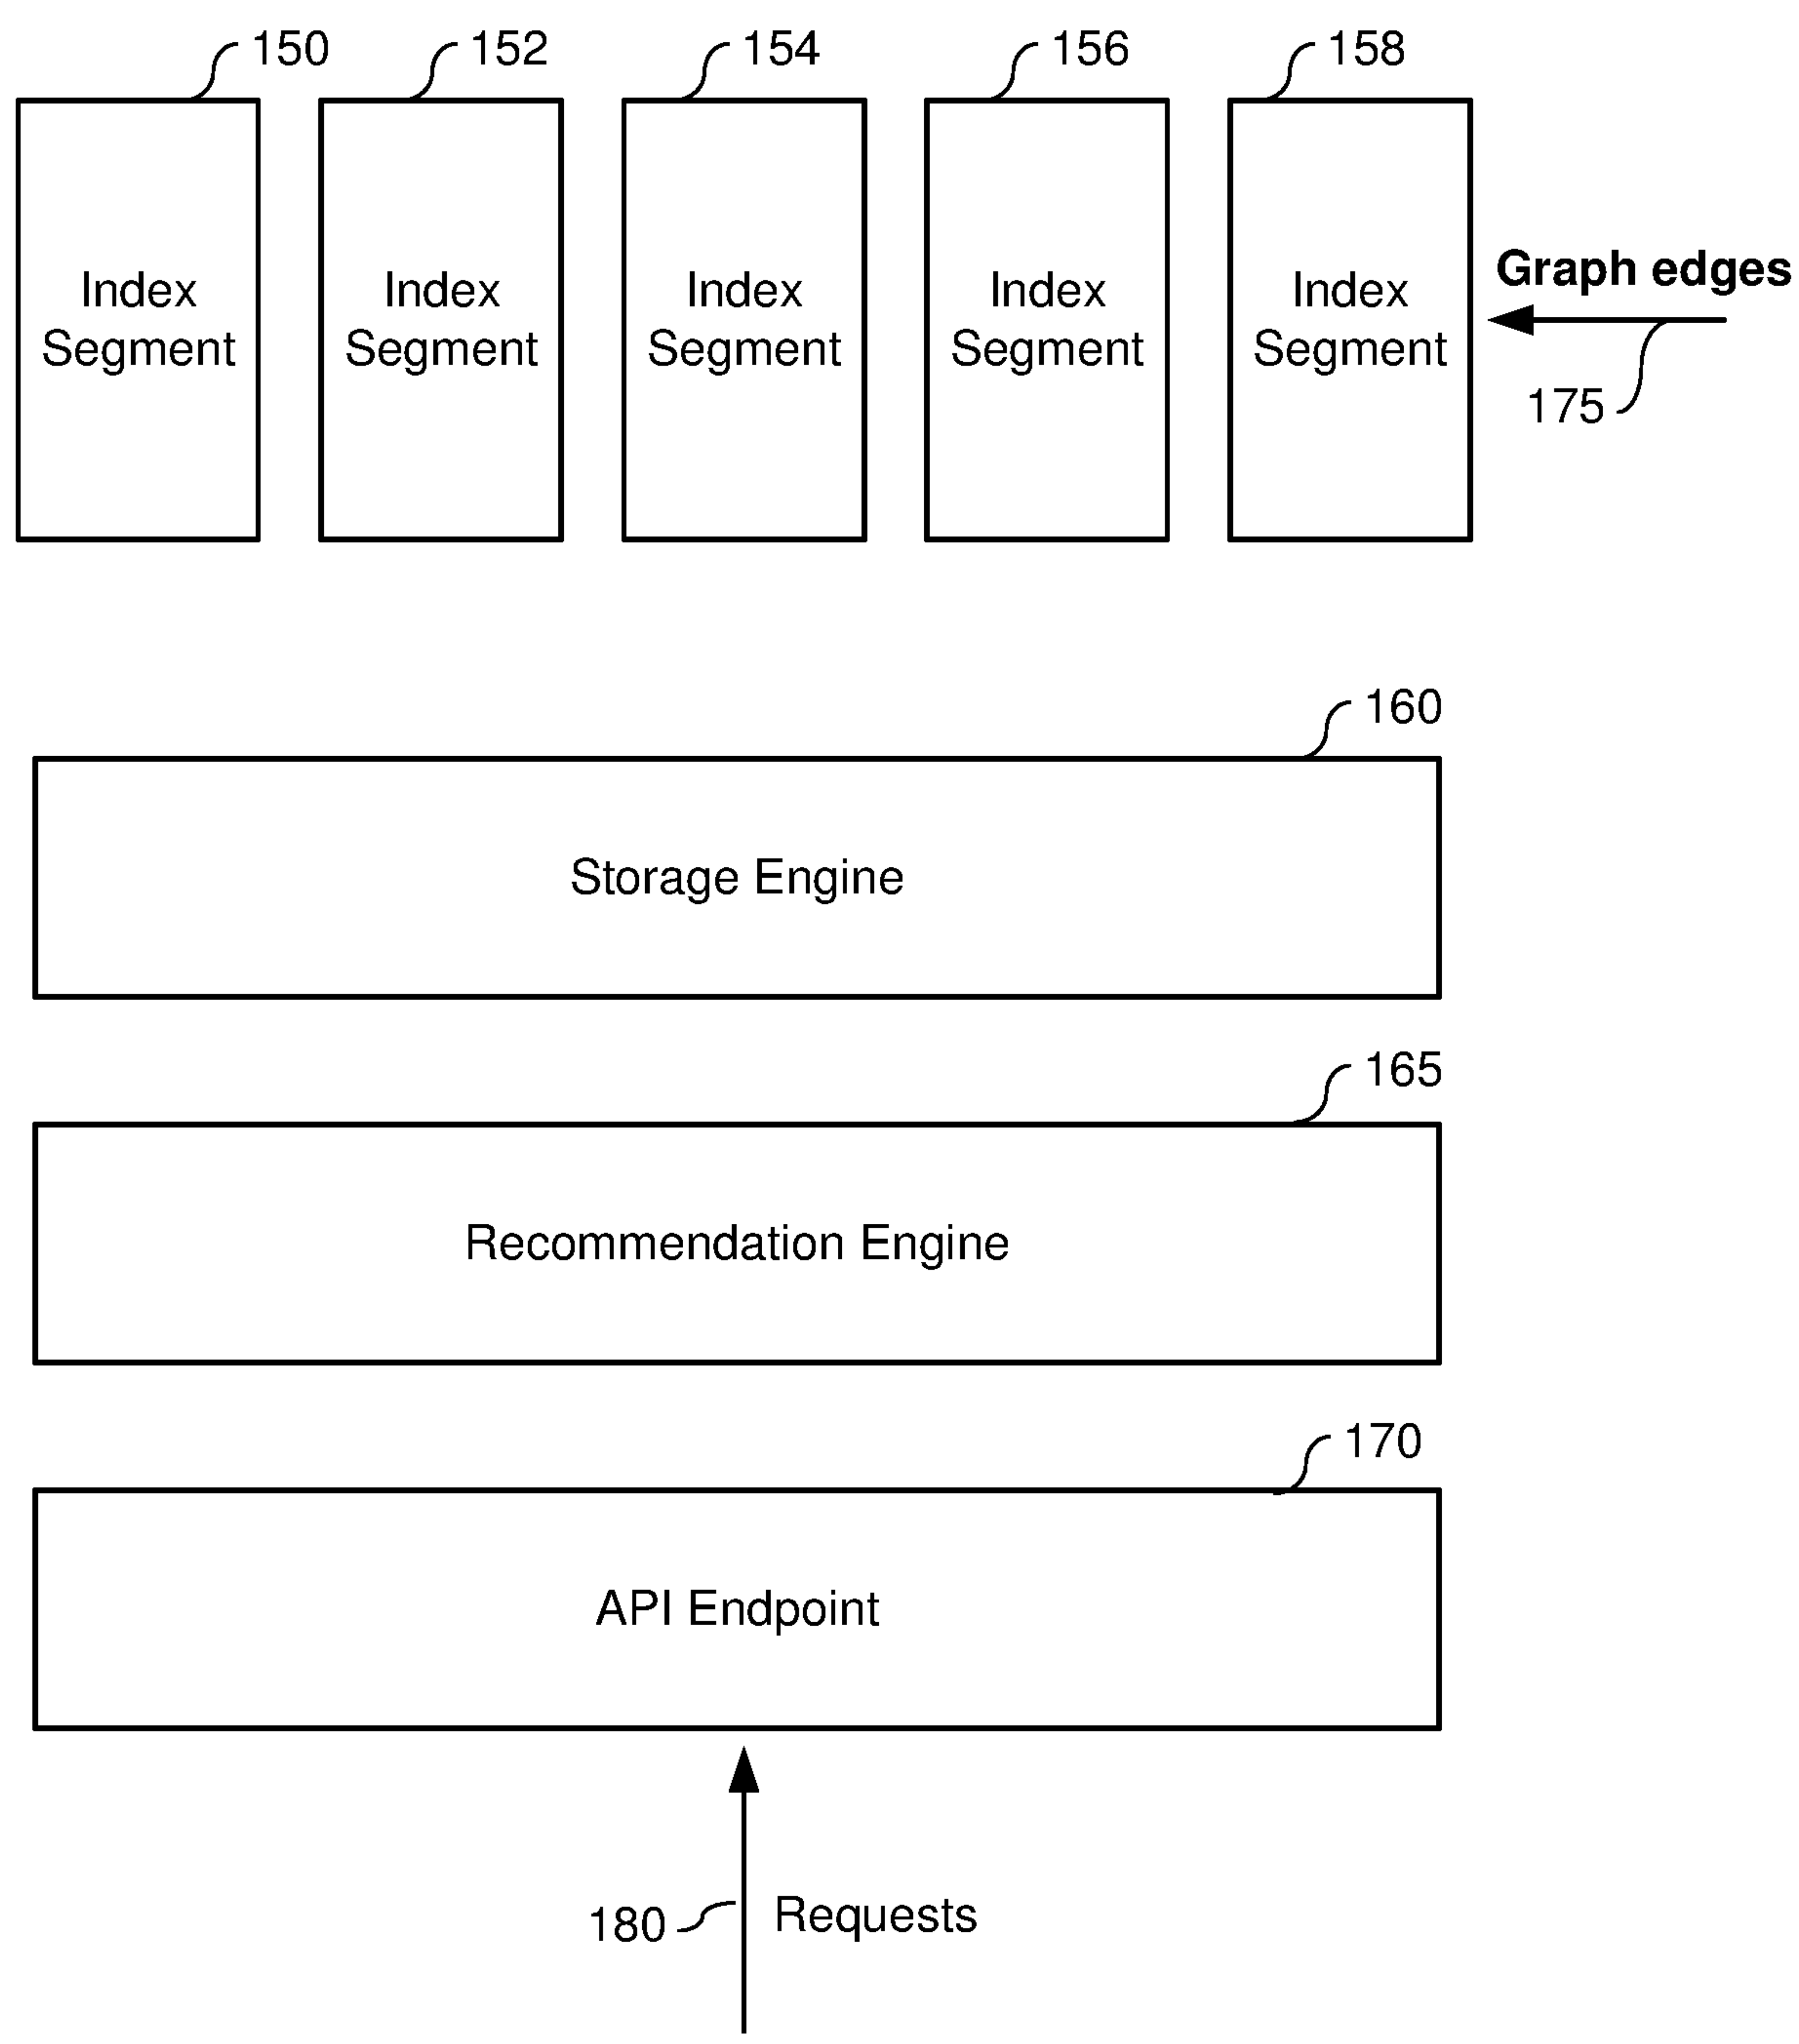 150
152
154
156
158
Index
Segment
Index
Segment
Index
Segment
Index
Segment
Index
Segment
Graph edges
175
160
Storage Engine
165
Recommendation Engine
170
API Endpoint
180
Requests